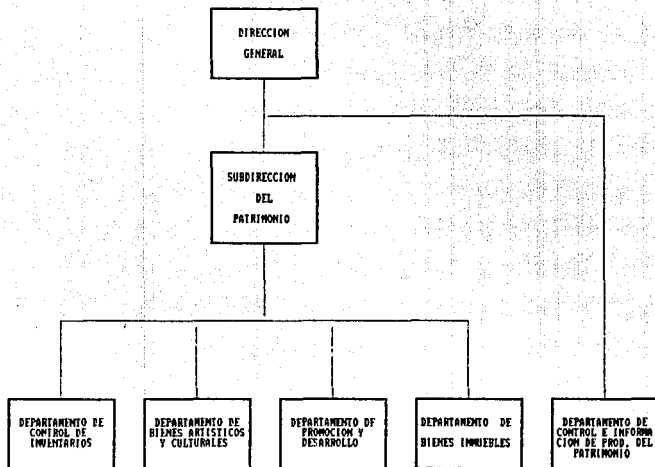 DIRECCION
GENERAL
SUBDIRECCION
DEL
PATRIMONIO
DEPARTAMENTO DE
CONTROL DE
INVENTARIOS
DEPARTAMENTO DE
BIENES ARTISTICOS
Y CULTURALES
DEPARTAMENTO DE
PROMOCION Y
DESARROLLO
DEPARTAMENTO DE
BIENES INMUEBLES
DEPARTAMENTO DE
CONTROL E INFORMA
CION DE PROD. DEL
PATRIMONIO